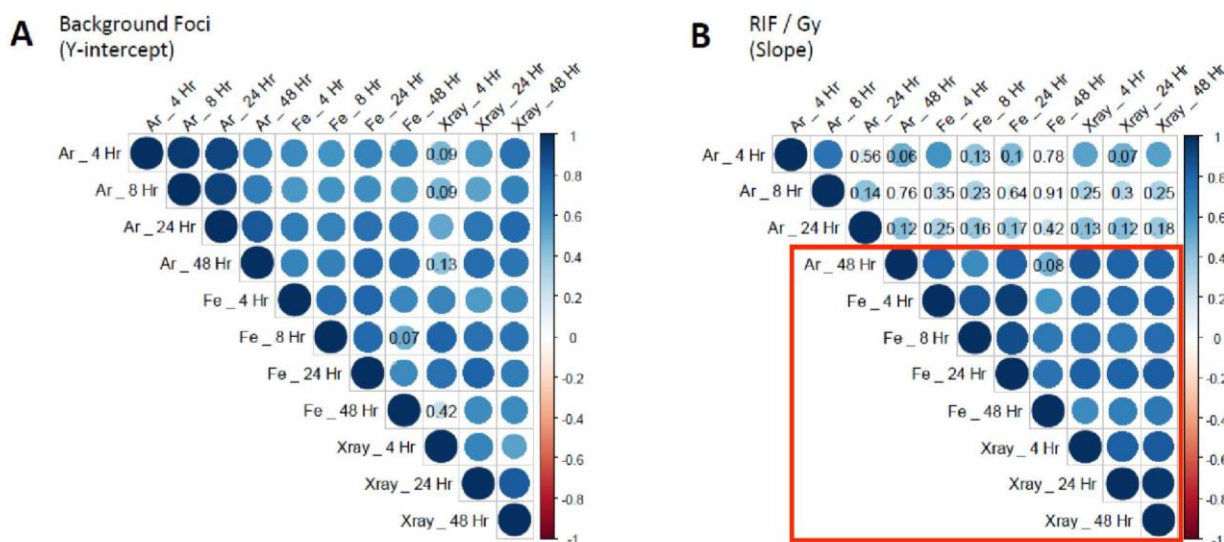 A
Background Foci
(Y-intercept)
Ar _ 4 Hr
Ar _ 8 Hr
Ar _ 24 Hr
Ar _ 48 Hr
Fe _ 4 Hr
Fe _ 8 Hr
Fe _ 24 Hr
Fe _ 48 Hr
Xray _ 4 Hr
Xray _ 24 Hr
Xray _ 48 Hr
Ar _ 4 Hr 0.09
Ar _ 8 Hr 0.09
Ar _ 24 Hr
Ar _ 48 Hr 0.13
Fe _ 4 Hr
Fe _ 8 Hr 0.07
Fe _ 24 Hr
Fe _ 48 Hr 0.42
Xray _ 4 Hr
Xray _ 24 Hr
Xray _ 48 Hr
1
0.8
0.6
0.4
0.2
0
-0.2
-0.4
-0.6
-0.8
-1
B
RIF / Gy
(Slope)
Ar _ 4 Hr
Ar _ 8 Hr
Ar _ 24 Hr
Ar _ 48 Hr
Fe _ 4 Hr
Fe _ 8 Hr
Fe _ 24 Hr
Fe _ 48 Hr
Xray _ 4 Hr
Xray _ 24 Hr
Xray _ 48 Hr
Ar _ 4 Hr 0.56 0.06 0.13 0.1 0.78 0.07
Ar _ 8 Hr 0.14 0.76 0.35 0.23 0.64 0.91 0.25 0.3 0.25
Ar _ 24 Hr 0.12 0.25 0.16 0.17 0.42 0.13 0.12 0.18
Ar _ 48 Hr 0.08
Fe _ 4 Hr
Fe _ 8 Hr
Fe _ 24 Hr
Fe _ 48 Hr
Xray _ 4 Hr
Xray _ 24 Hr
Xray _ 48 Hr
1
0.8
0.6
0.4
0.2
0
-0.2
-0.4
-0.6
-0.8
-1